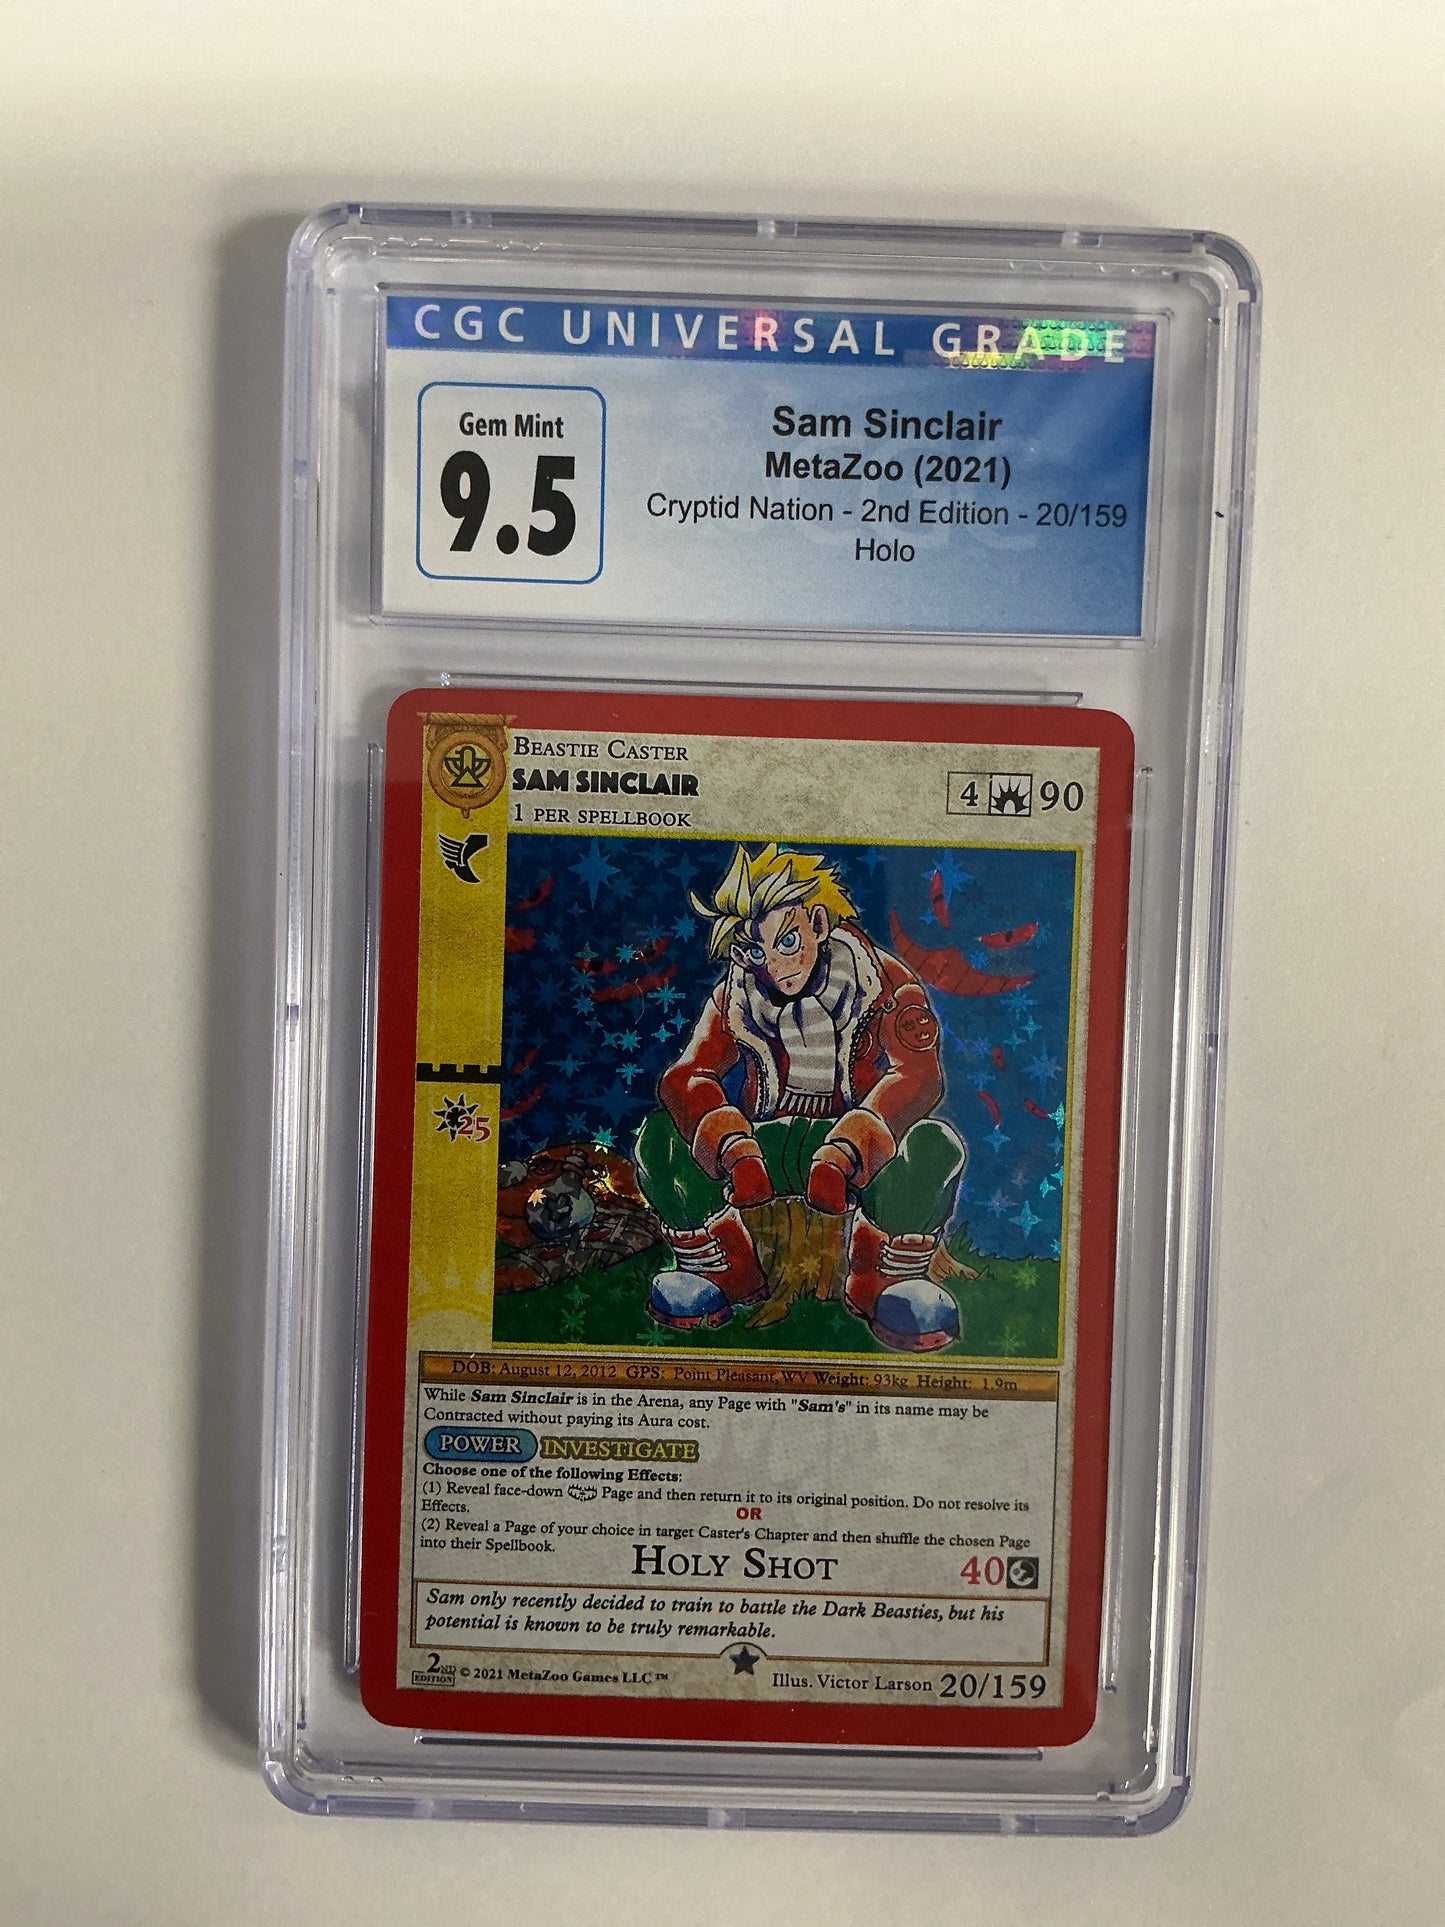 CGC UNIVERSAL GRADE
Gem Mint
9.5
Sam Sinclair
MetaZoo (2021)
Cryptid Nation - 2nd Edition - 20/159
Holo
BEASTIE CASTER
SAM SINCLAIR
1 PER SPELLBOOK
4 90
25
DOB: August 12, 2012 GPS: Point Pleasant, WV Weight: 93kg Height: 1.9m
While Sam Sinclair is in the Arena, any Page with "Sam's" in its name may be
Contracted without paying its Aura cost.
POWER INVESTIGATE
Choose one of the following Effects:
(1) Reveal face-down Page and then return it to its original position. Do not resolve its
Effects.
OR
(2) Reveal a Page of your choice in target Caster's Chapter and then shuffle the chosen Page
into their Spellbook.
HOLY SHOT 40
Sam only recently decided to train to battle the Dark Beasties, but his
potential is known to be truly remarkable.
2ND EDITION © 2021 MetaZoo Games LLC ™ Illus. Victor Larson 20/159